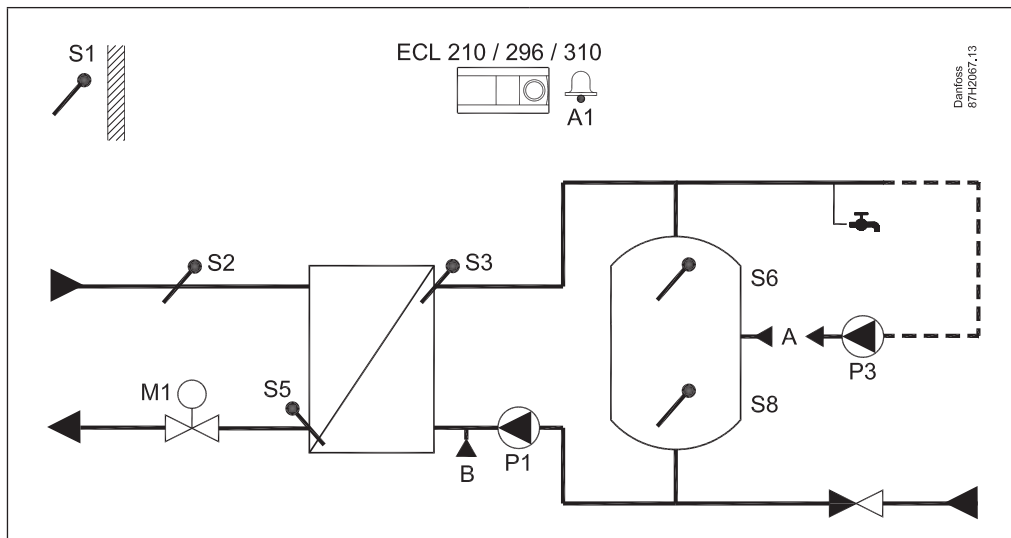 S1
ECL 210 / 296 / 310
A1
Danfoss
87H2067.13
S2
S3
S6
A
P3
M1
S5
S8
B
P1